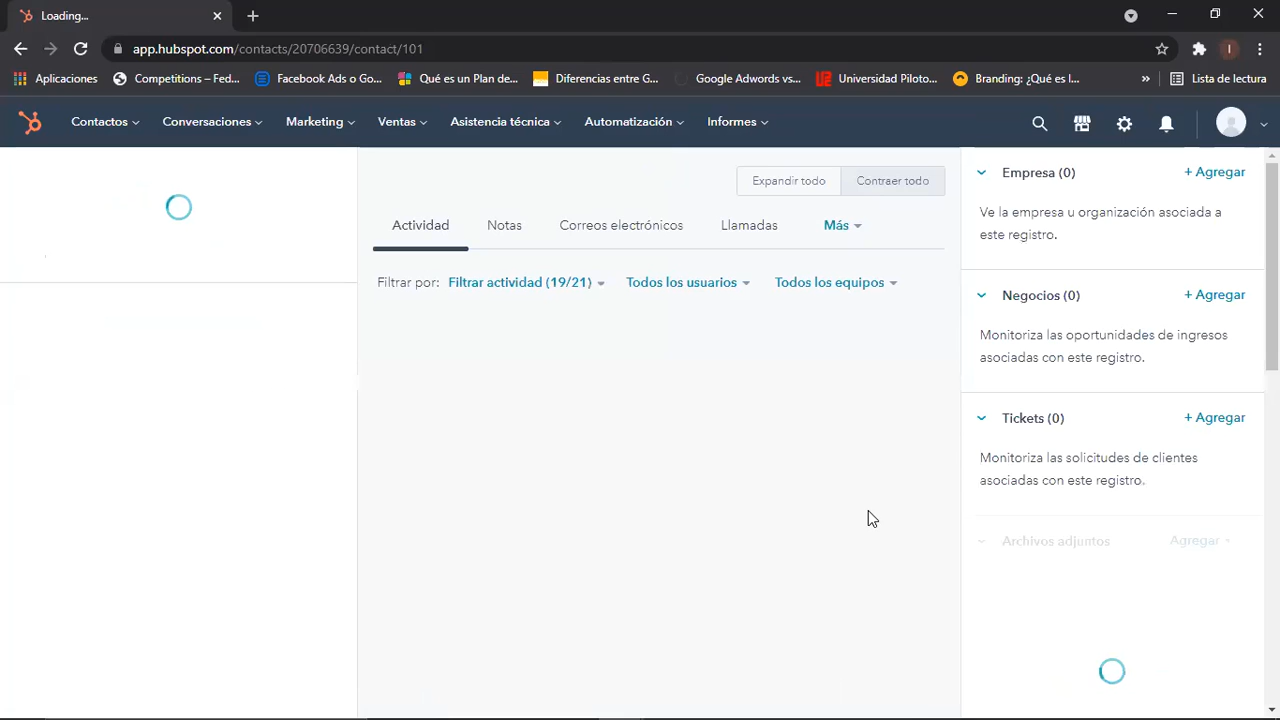 Loading...
app.hubspot.com/contacts/20706639/contact/101
Aplicaciones
Competitions – Fed...
Facebook Ads o Go...
Qué es un Plan de...
Diferencias entre G...
Google Adwords vs...
Universidad Piloto...
Branding: ¿Qué es l...
»
Lista de lectura
I
Contactos
Conversaciones
Marketing
Ventas
Asistencia técnica
Automatización
Informes
Expandir todo
Contraer todo
Actividad
Notas
Correos electrónicos
Llamadas
Más
Filtrar por:
Filtrar actividad (19/21)
Todos los usuarios
Todos los equipos
Empresa (0)
+ Agregar
Ve la empresa u organización asociada a
este registro.
Negocios (0)
+ Agregar
Monitoriza las oportunidades de ingresos
asociadas con este registro.
Tickets (0)
+ Agregar
Monitoriza las solicitudes de clientes
asociadas con este registro.
Archivos adjuntos
Agregar